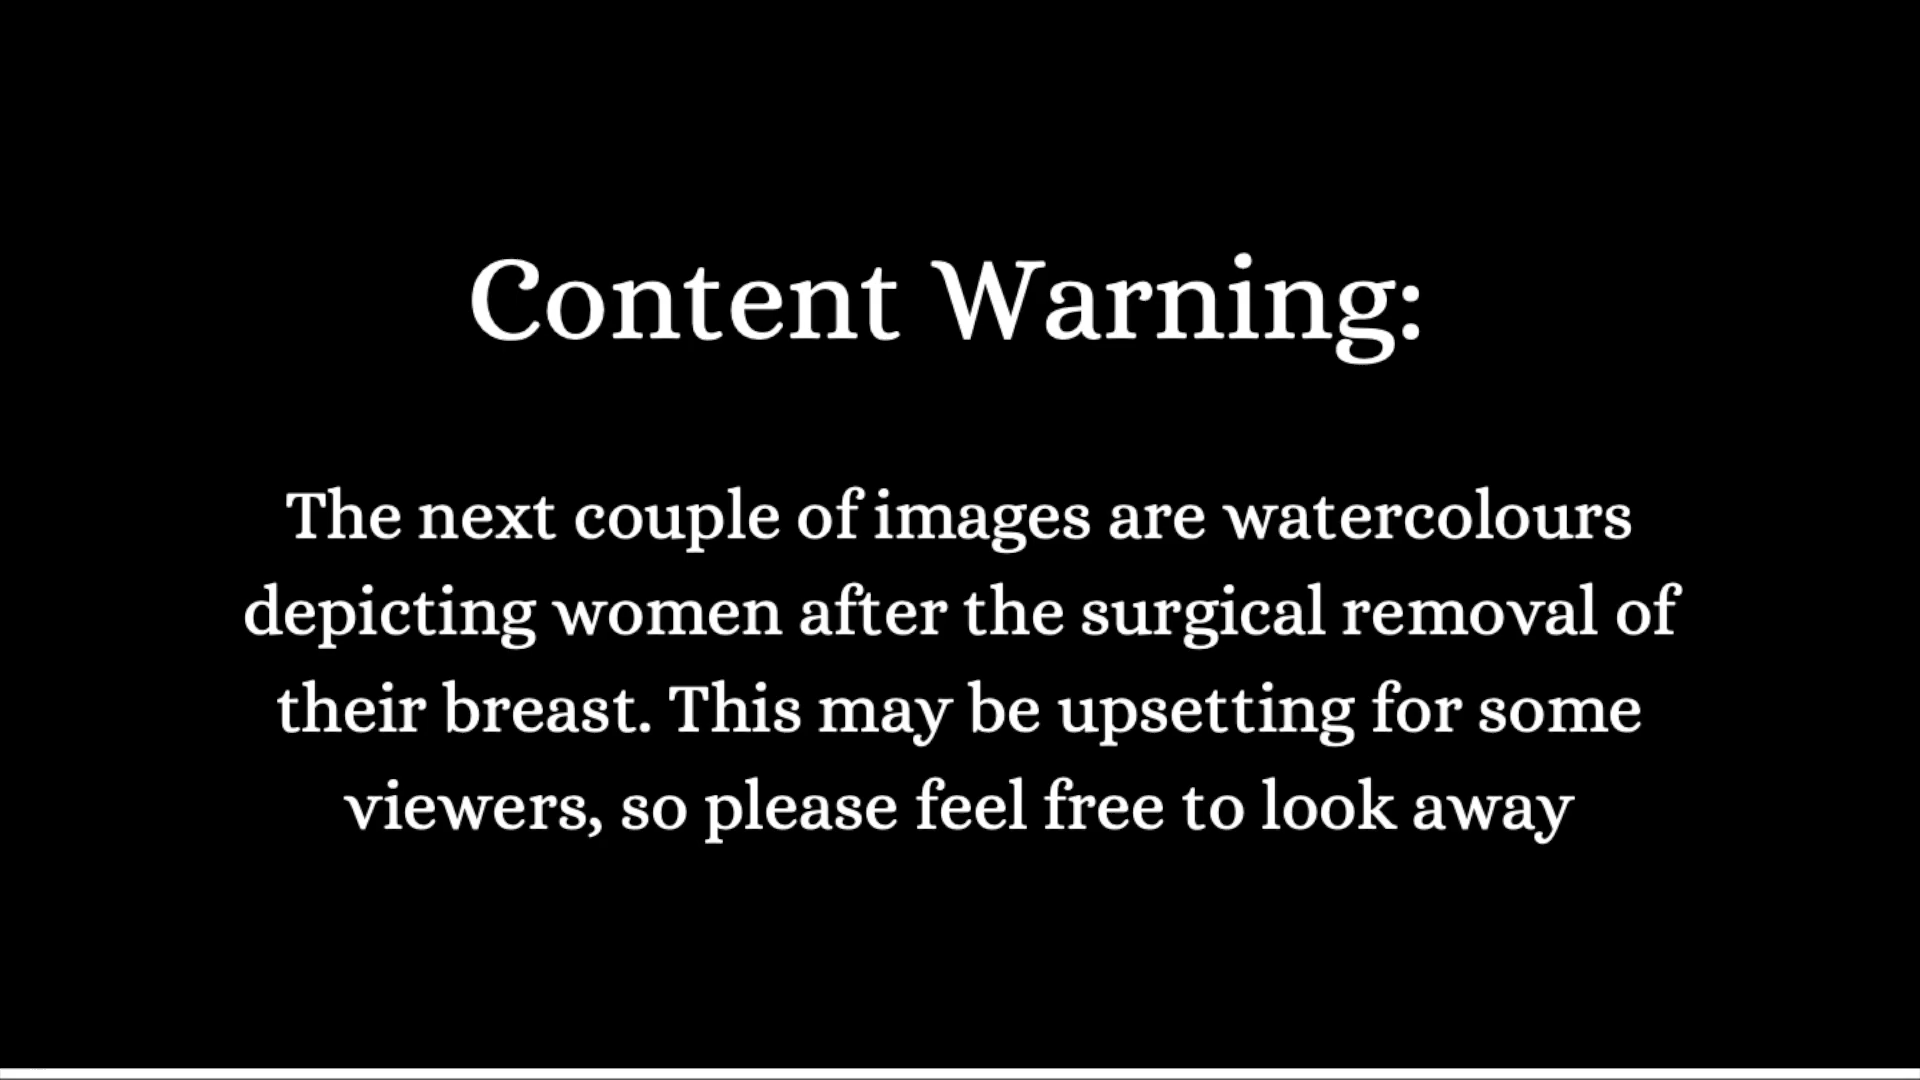 Content Warning:
The next couple of images are watercolours
depicting women after the surgical removal of
their breast. This may be upsetting for some
viewers, so please feel free to look away